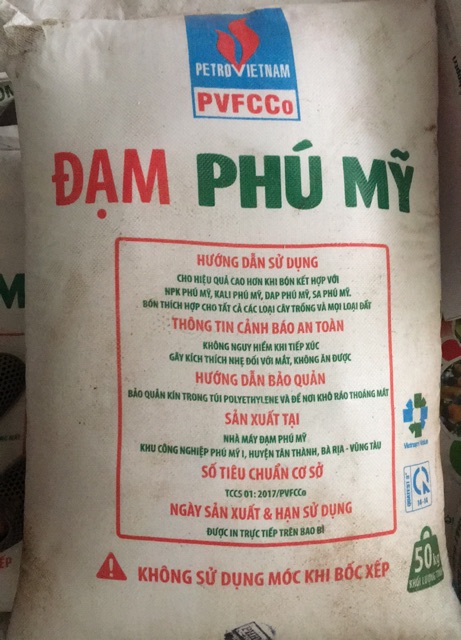 PETROVIETNAM
PVFCCo
ĐẠM PHÚ MỸ
HƯỚNG DẪN SỬ DỤNG
CHO HIỆU QUẢ CAO HƠN KHI BÓN KẾT HỢP VỚI
NPK PHÚ MỸ, KALI PHÚ MỸ, DAP PHÚ MỸ, SA PHÚ MỸ.
BÓN THÍCH HỢP CHO TẤT CẢ CÁC LOẠI CÂY TRỒNG VÀ MỌI LOẠI ĐẤT
THÔNG TIN CẢNH BÁO AN TOÀN
KHÔNG NGUY HIỂM KHI TIẾP XÚC
GÂY KÍCH THÍCH NHẸ ĐỐI VỚI MẮT, KHÔNG ĂN ĐƯỢC
HƯỚNG DẪN BẢO QUẢN
BẢO QUẢN KÍN TRONG TÚI POLYETHYLENE VÀ ĐỂ NƠI KHÔ RÁO THOÁNG MÁT
SẢN XUẤT TẠI
NHÀ MÁY ĐẠM PHÚ MỸ
KHU CÔNG NGHIỆP PHÚ MỸ I, HUYỆN TÂN THÀNH, BÀ RỊA - VŨNG TÀU
SỐ TIÊU CHUẨN CƠ SỞ
TCCS 01: 2017/PVFCCo
NGÀY SẢN XUẤT & HẠN SỬ DỤNG
ĐƯỢC IN TRỰC TIẾP TRÊN BAO BÌ
KHÔNG SỬ DỤNG MÓC KHI BỐC XẾP
50kg